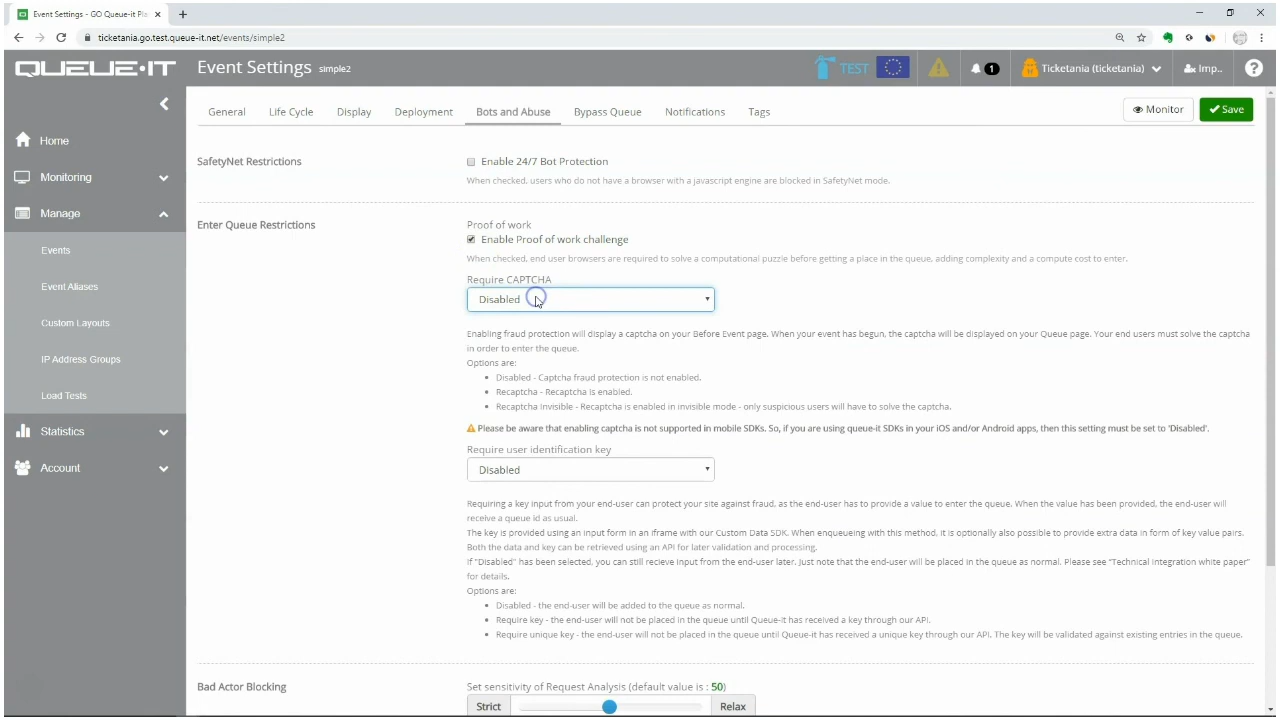 Event Settings - GO Queue-it Pla
ticketania.go.test.queue-it.net/events/simple2
QUEUE-IT
Event Settings simple2
TEST
1
Ticketania (ticketania)
Imp..
?
General Life Cycle Display Deployment Bots and Abuse Bypass Queue Notifications Tags
Monitor
Save
Home
Monitoring
Manage
Events
Event Aliases
Custom Layouts
IP Address Groups
Load Tests
Statistics
Account
SafetyNet Restrictions
Enable 24/7 Bot Protection
When checked, users who do not have a browser with a javascript engine are blocked in SafetyNet mode.
Enter Queue Restrictions
Proof of work
Enable Proof of work challenge
When checked, end user browsers are required to solve a computational puzzle before getting a place in the queue, adding complexity and a compute cost to enter.
Require CAPTCHA
Disabled
Enabling fraud protection will display a captcha on your Before Event page. When your event has begun, the captcha will be displayed on your Queue page. Your end users must solve the captcha
in order to enter the queue.
Options are:
• Disabled - Captcha fraud protection is not enabled.
• Recaptcha - Recaptcha is enabled.
• Recaptcha Invisible - Recaptcha is enabled in invisible mode - only suspicious users will have to solve the captcha.
Please be aware that enabling captcha is not supported in mobile SDKs. So, if you are using queue-it SDKs in your iOS and/or Android apps, then this setting must be set to 'Disabled'.
Require user identification key
Disabled
Requiring a key input from your end-user can protect your site against fraud, as the end-user has to provide a value to enter the queue. When the value has been provided, the end-user will
receive a queue id as usual.
The key is provided using an input form in an iframe with our Custom Data SDK. When enqueueing with this method, it is optionally also possible to provide extra data in form of key value pairs.
Both the data and key can be retrieved using an API for later validation and processing.
If "Disabled" has been selected, you can still recieve input from the end-user later. Just note that the end-user will be placed in the queue as normal. Please see "Technical Integration white paper"
for details.
Options are:
• Disabled - the end-user will be added to the queue as normal.
• Require key - the end-user will not be placed in the queue until Queue-it has received a key through our API.
• Require unique key - the end-user will not be placed in the queue until Queue-it has received a unique key through our API. The key will be validated against existing entries in the queue.
Bad Actor Blocking
Set sensitivity of Request Analysis (default value is : 50)
Strict
Relax